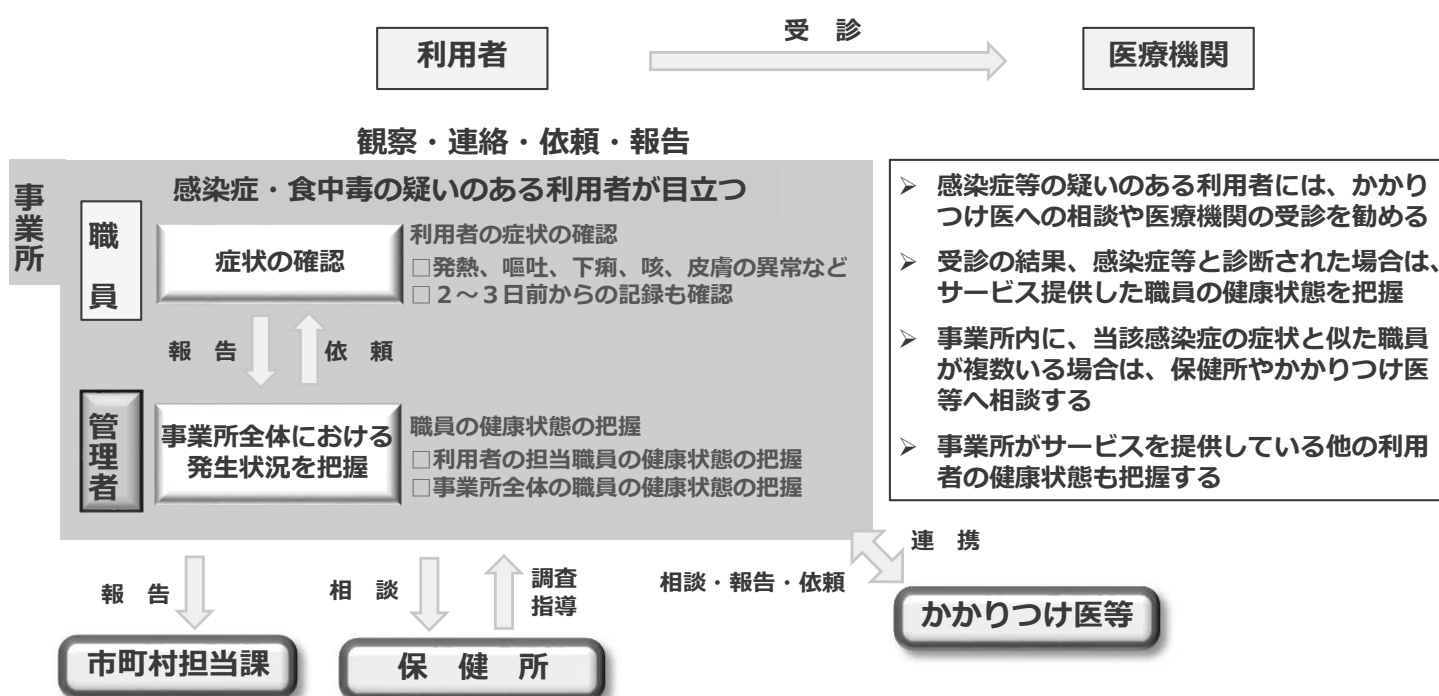 受 診
利用者
医療機関
観察・連絡・依頼・報告
事業所
感染症・食中毒の疑いのある利用者が目立つ
職員
症状の確認
利用者の症状の確認
□発熱、嘔吐、下痢、咳、皮膚の異常など
□２～３日前からの記録も確認
報 告
依 頼
管理者
事業所全体における
発生状況を把握
職員の健康状態の把握
□利用者の担当職員の健康状態の把握
□事業所全体の職員の健康状態の把握
➢ 感染症等の疑いのある利用者には、かかり
つけ医への相談や医療機関の受診を勧める
➢ 受診の結果、感染症等と診断された場合は、
サービス提供した職員の健康状態を把握
➢ 事業所内に、当該感染症の症状と似た職員
が複数いる場合は、保健所やかかりつけ医
等へ相談する
➢ 事業所がサービスを提供している他の利用
者の健康状態も把握する
報 告
相 談
調査
指導
相談・報告・依頼
連 携
市町村担当課
保 健 所
かかりつけ医等